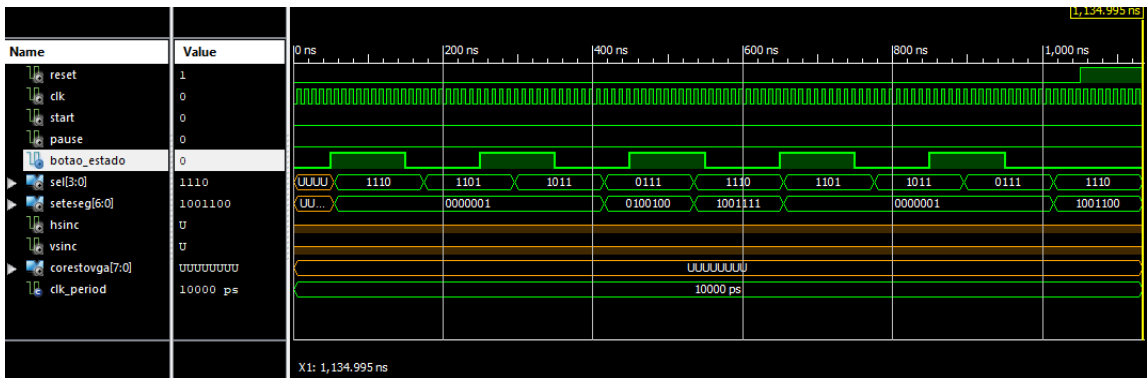 1,134.995 ns
Name Value 0 ns 200 ns 400 ns 600 ns 800 ns 1,000 ns
reset 1
clk 0
start 0
pause 0
botao_estado 0
sel[3:0] 1110 UUUU 1110 1101 1011 0111 1110 1101 1011 0111 1110
seteseg[6:0] 1001100 UU... 0000001 0100100 1001111 0000001 1001100
hsinc U
vsinc U
corestovga[7:0] UUUUUUUU UUUUUUUU
clk_period 10000 ps 10000 ps
X1: 1,134.995 ns